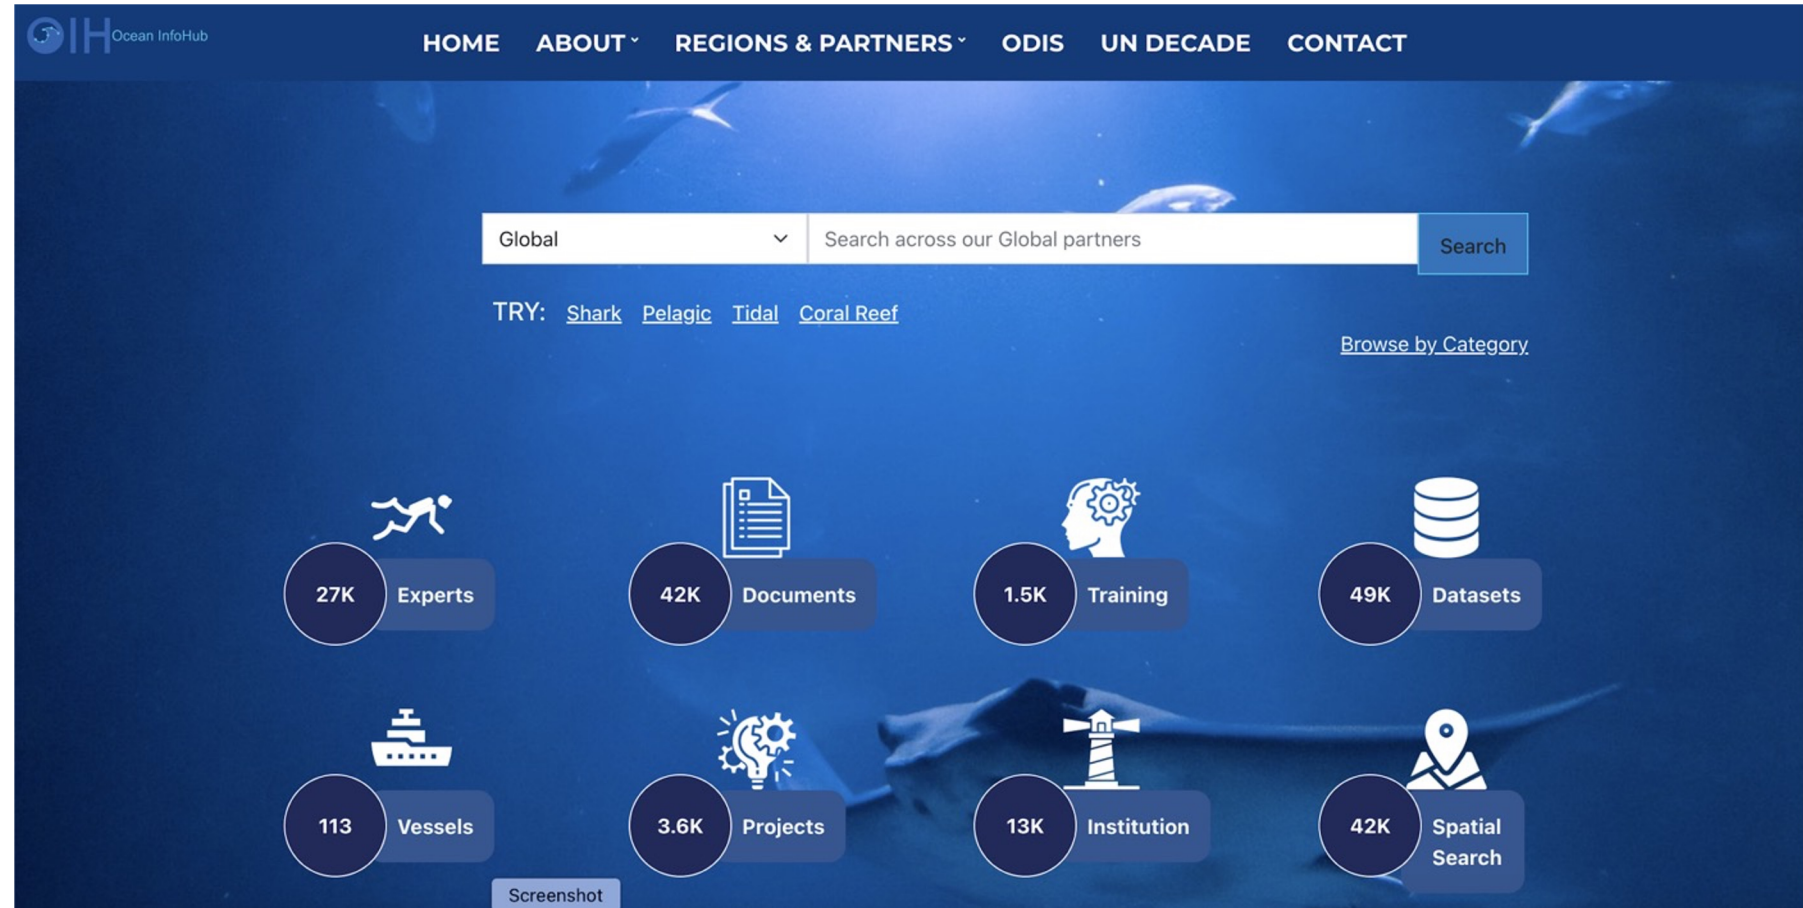 OIH Ocean InfoHub
HOME ABOUT REGIONS & PARTNERS ODIS UN DECADE CONTACT
Global Search across our Global partners Search
TRY: Shark Pelagic Tidal Coral Reef
Browse by Category
27K Experts 42K Documents 1.5K Training 49K Datasets
113 Vessels 3.6K Projects 13K Institution 42K Spatial
Search
Screenshot